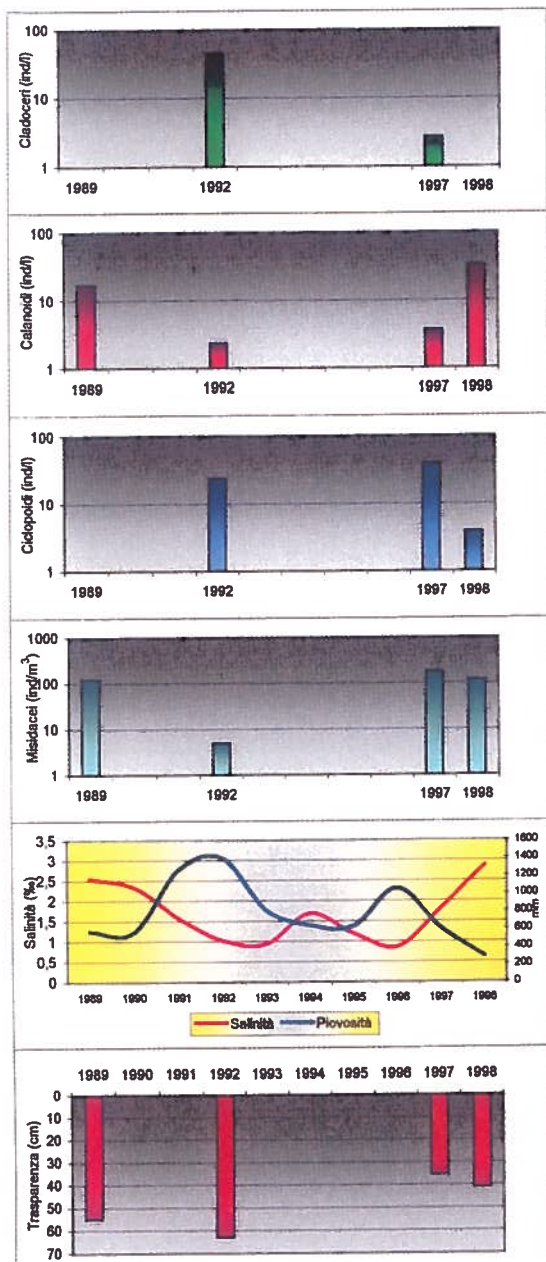 Cladoceri (ind/l)
100
10
1
1989 1992 1997 1998
Calanoidi (ind/l)
100
10
1
1989 1992 1997 1998
Ciclopoidi (ind/l)
100
10
1
1989 1992 1997 1998
Misidacei (ind/m³)
1000
100
10
1
1989 1992 1997 1998
Salinità (‰)
3,5
3
2,5
2
1,5
1
0,5
0
1600
1400
1200
1000
800
600
400
200
0
mm
1989 1990 1991 1992 1993 1994 1995 1996 1997 1998
Salinità Piovosità
1989 1990 1991 1992 1993 1994 1995 1996 1997 1998
Trasparenza (cm)
0
10
20
30
40
50
60
70